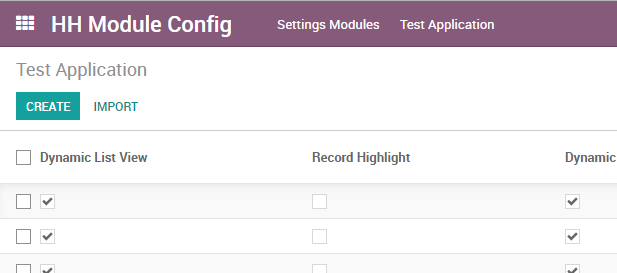 HH Module Config Settings Modules Test Application
Test Application
CREATE IMPORT
Dynamic List View Record Highlight Dynamic